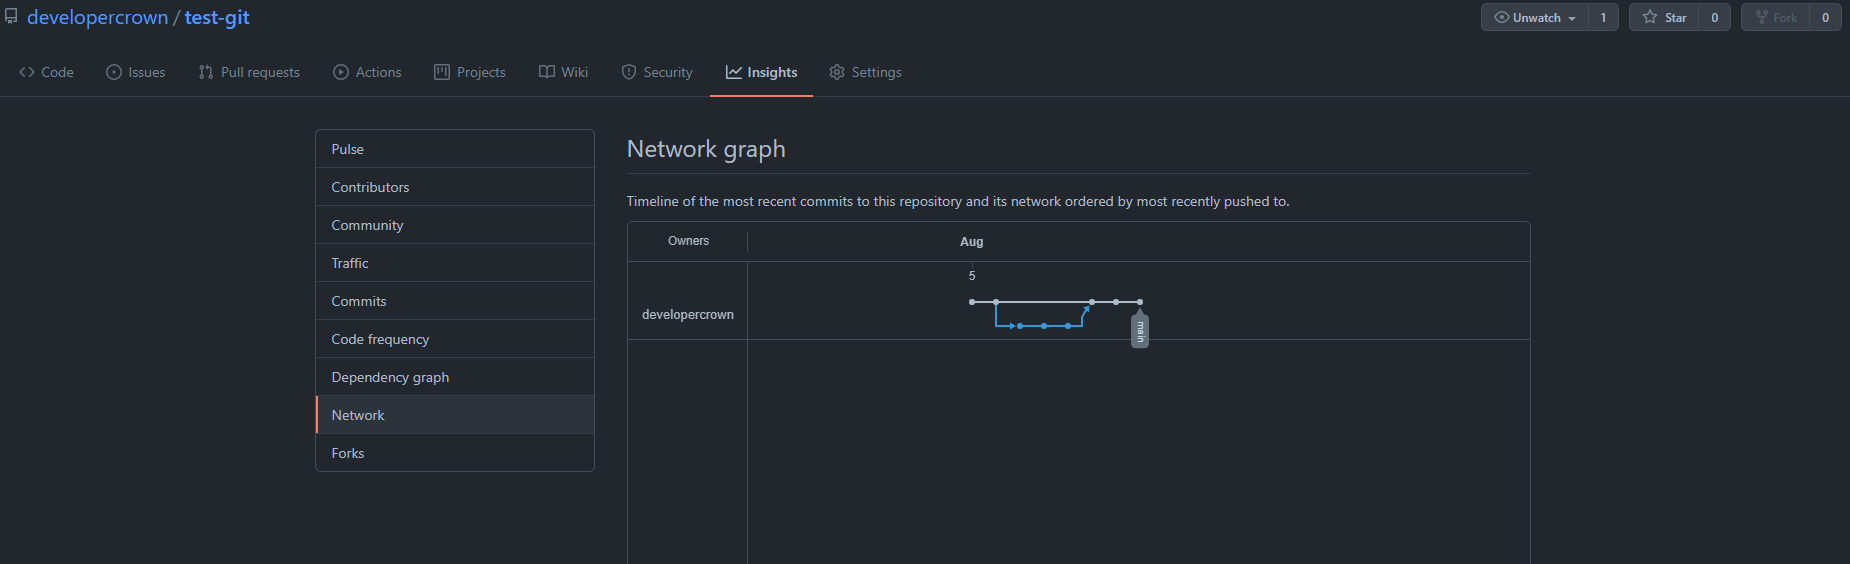 developercrown / test-git
Unwatch 1 Star 0 Fork 0
Code Issues Pull requests Actions Projects Wiki Security Insights Settings
Pulse
Contributors
Community
Traffic
Commits
Code frequency
Dependency graph
Network
Forks
Network graph
Timeline of the most recent commits to this repository and its network ordered by most recently pushed to.
Owners Aug
5
developercrown
main